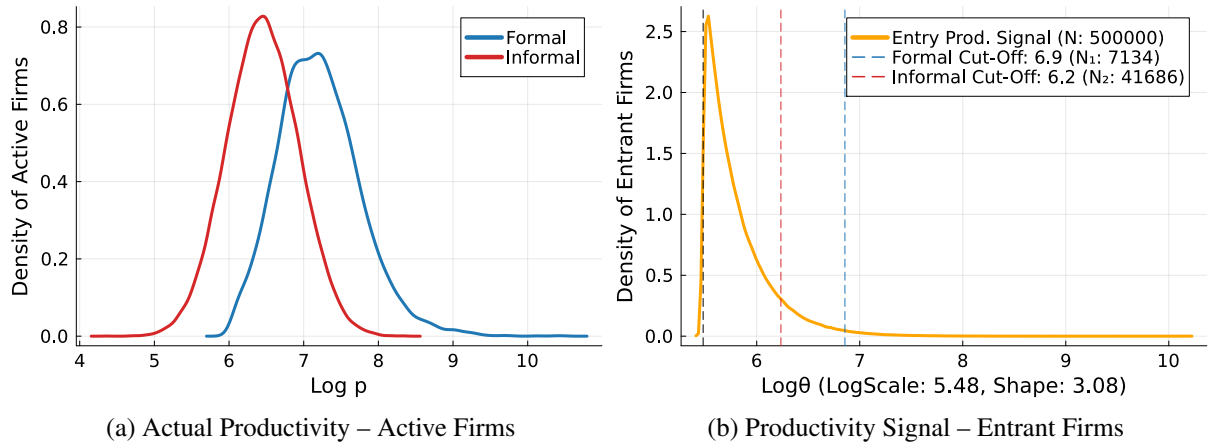 Density of Active Firms
0.8
0.6
0.4
0.2
0.0
4
5
6
7
8
9
10
Log p
Formal
Informal
(a) Actual Productivity – Active Firms
Density of Entrant Firms
2.5
2.0
1.5
1.0
0.5
0.0
6
7
8
9
10
Logθ (LogScale: 5.48, Shape: 3.08)
Entry Prod. Signal (N: 500000)
Formal Cut-Off: 6.9 (N₁: 7134)
Informal Cut-Off: 6.2 (N₂: 41686)
(b) Productivity Signal – Entrant Firms